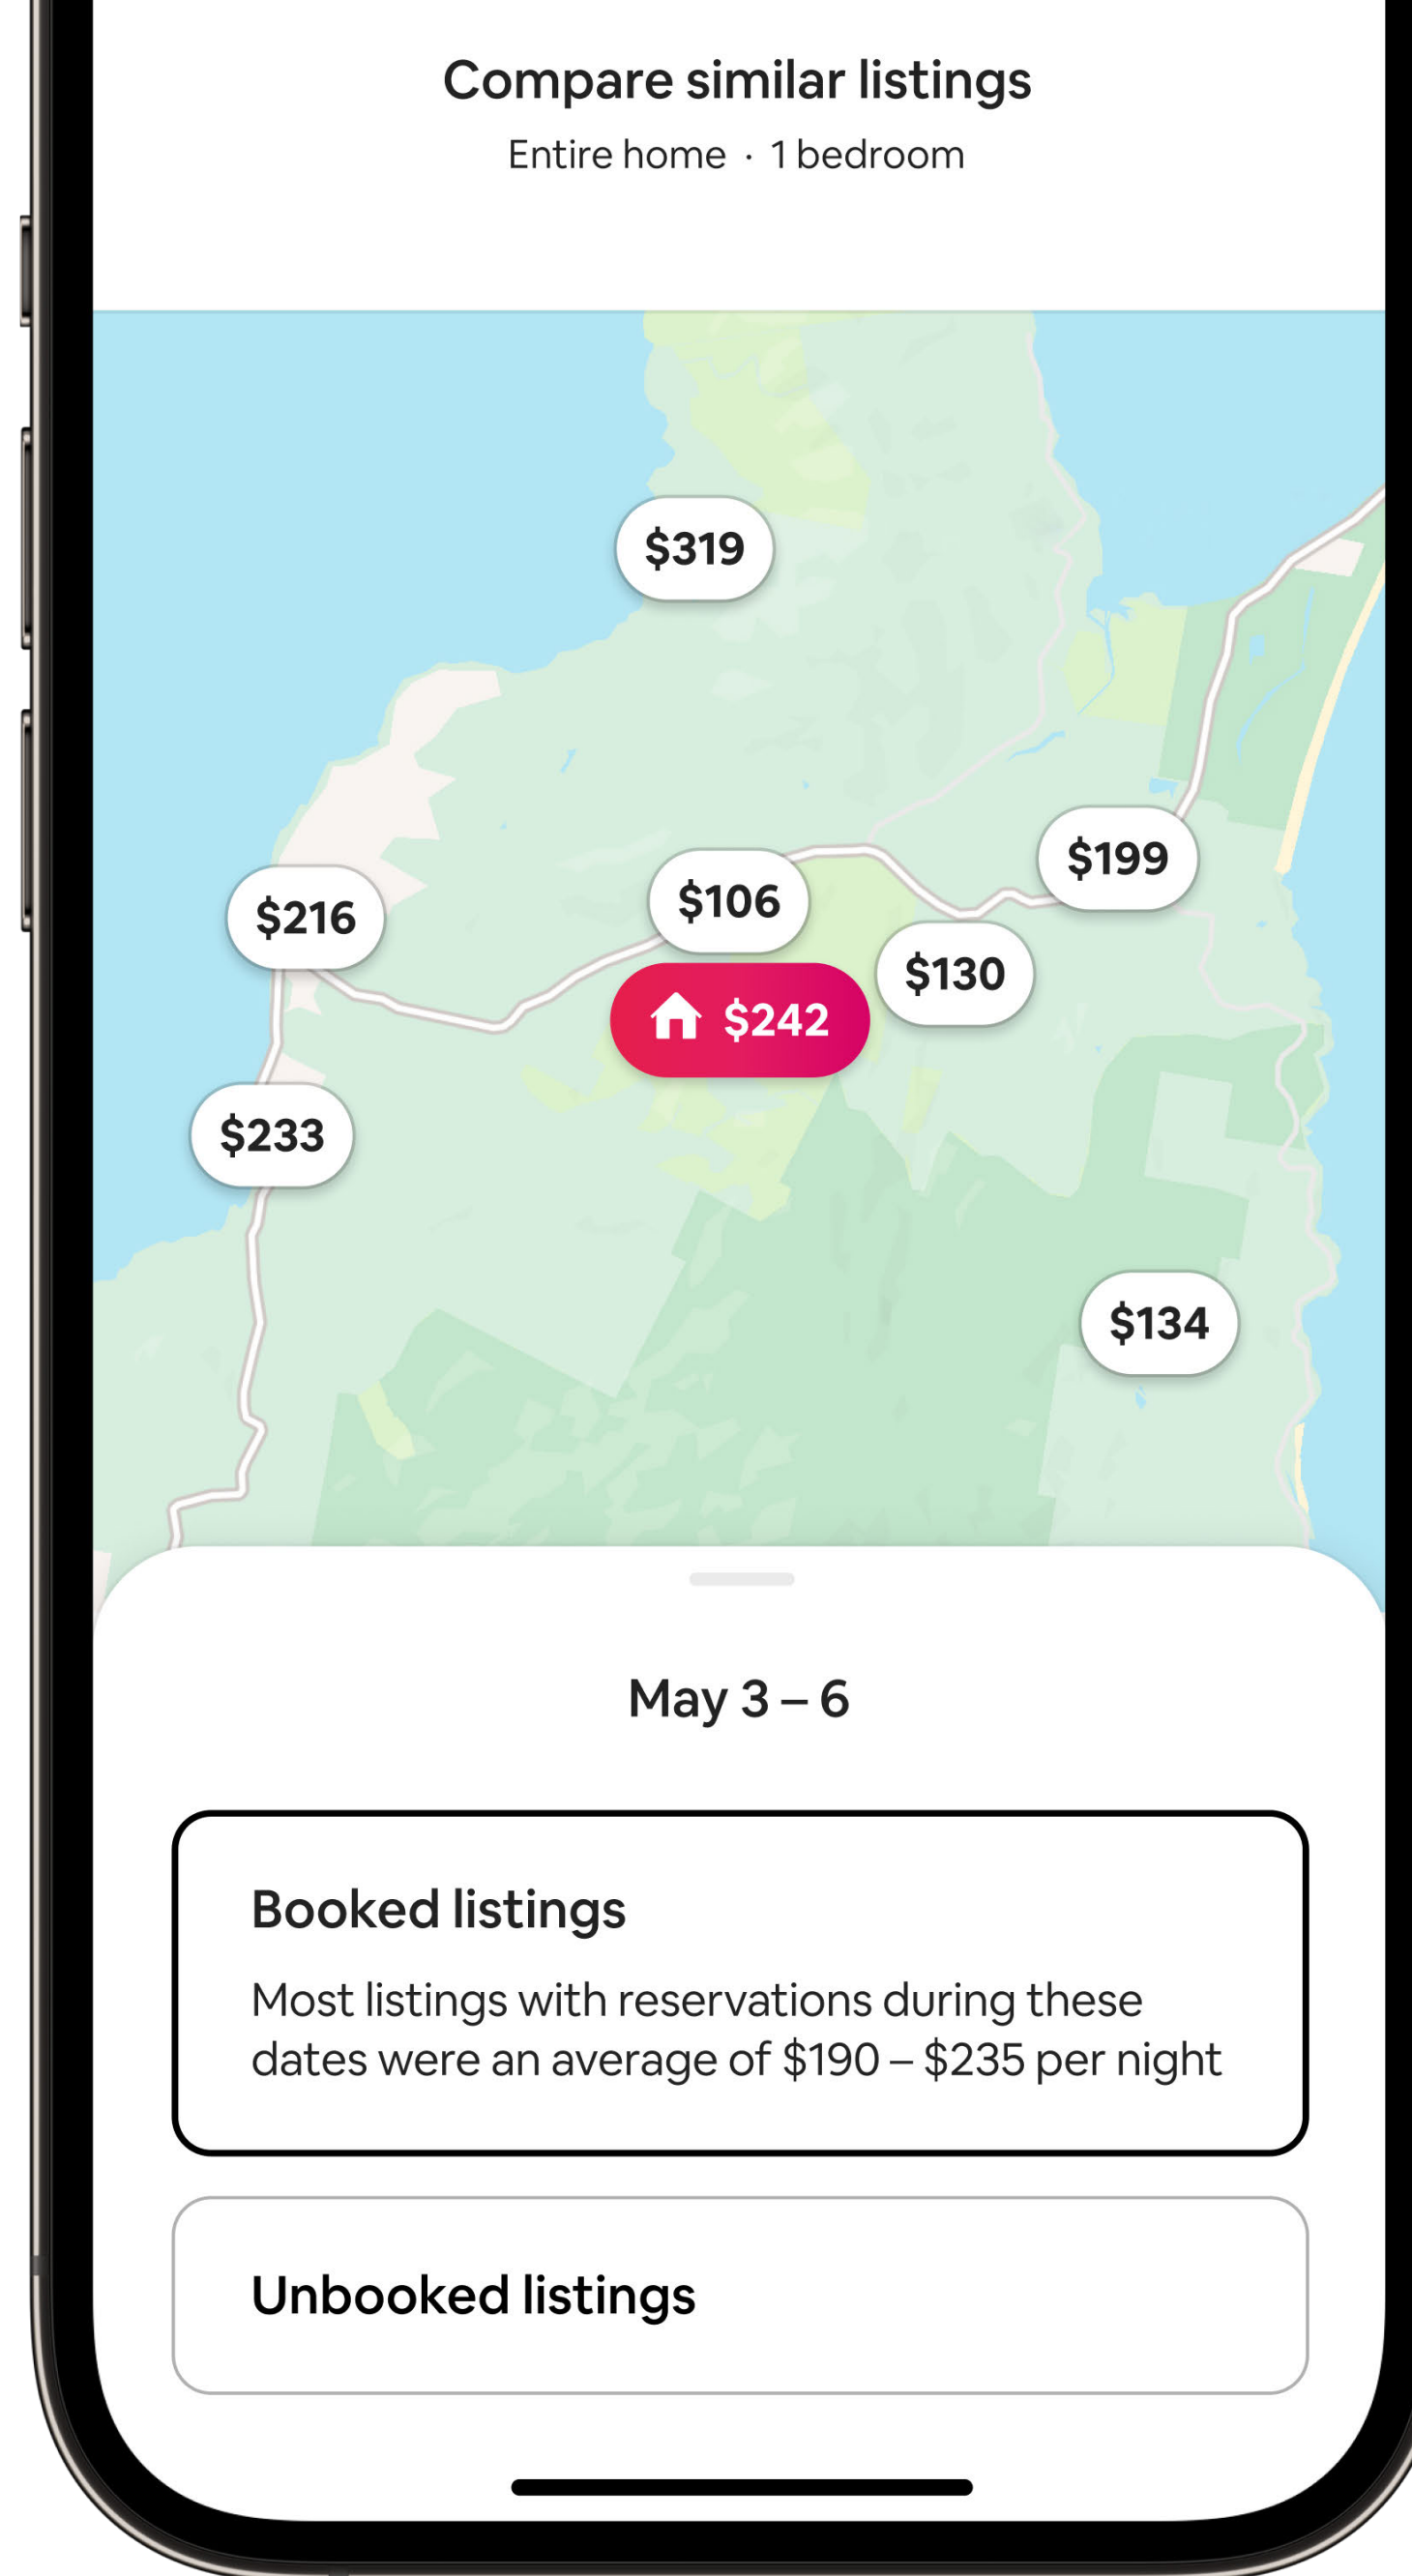 Compare similar listings
Entire home · 1 bedroom
$319
$199
$106
$216
$130
$242
$233
$134
May 3 – 6
Booked listings
Most listings with reservations during these
dates were an average of $190 – $235 per night
Unbooked listings